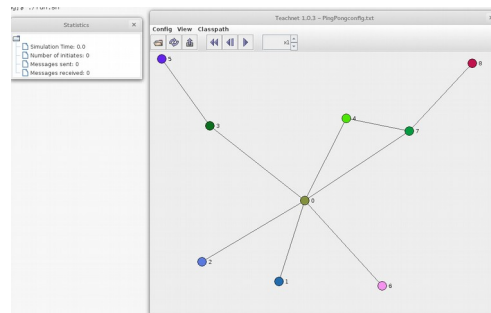 Statistics
Simulation Time: 0.0
Number of initiates: 0
Messages sent: 0
Messages received: 0
Teachnet 1.0.3 – PingPongconfig.txt
Config View Classpath
x1
5
8
4
3
7
0
2
1
6